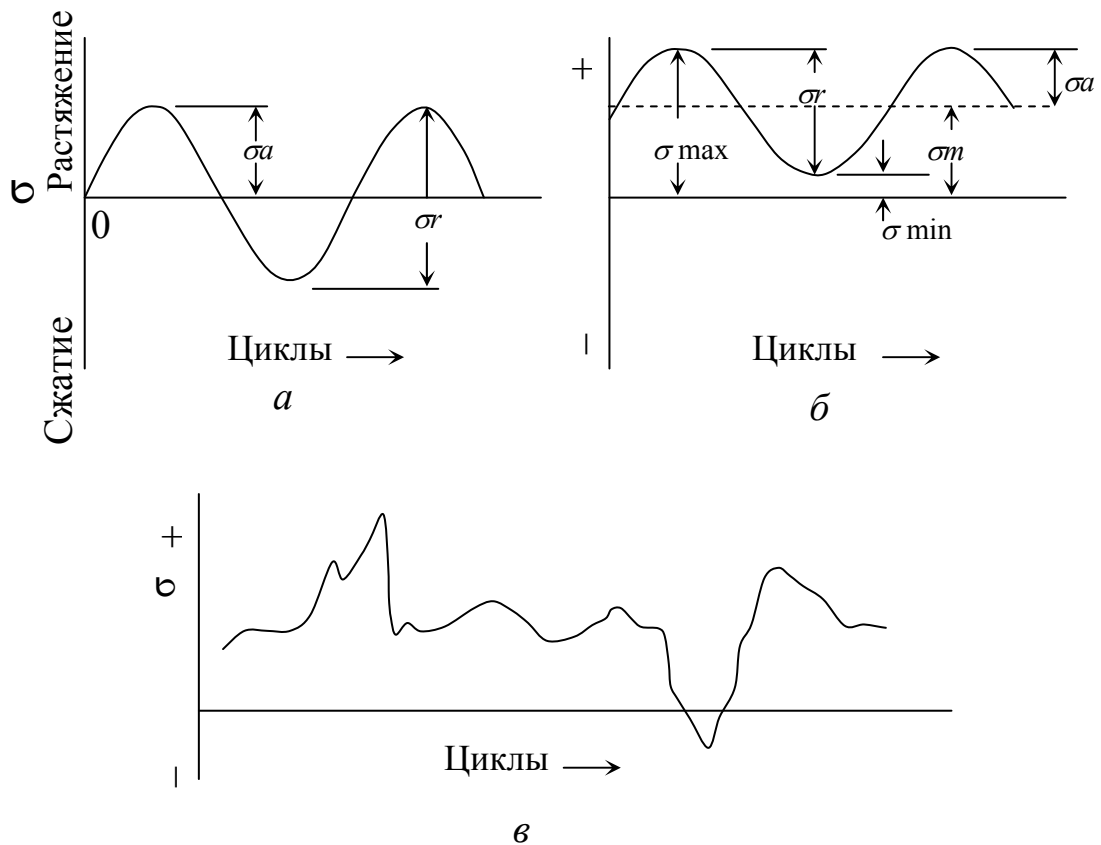 Растяжение
σ
Сжатие
0
σa
σr
Циклы
а
+
–
σ max
σr
σ min
σm
σa
Циклы
б
+
σ
–
Циклы
в